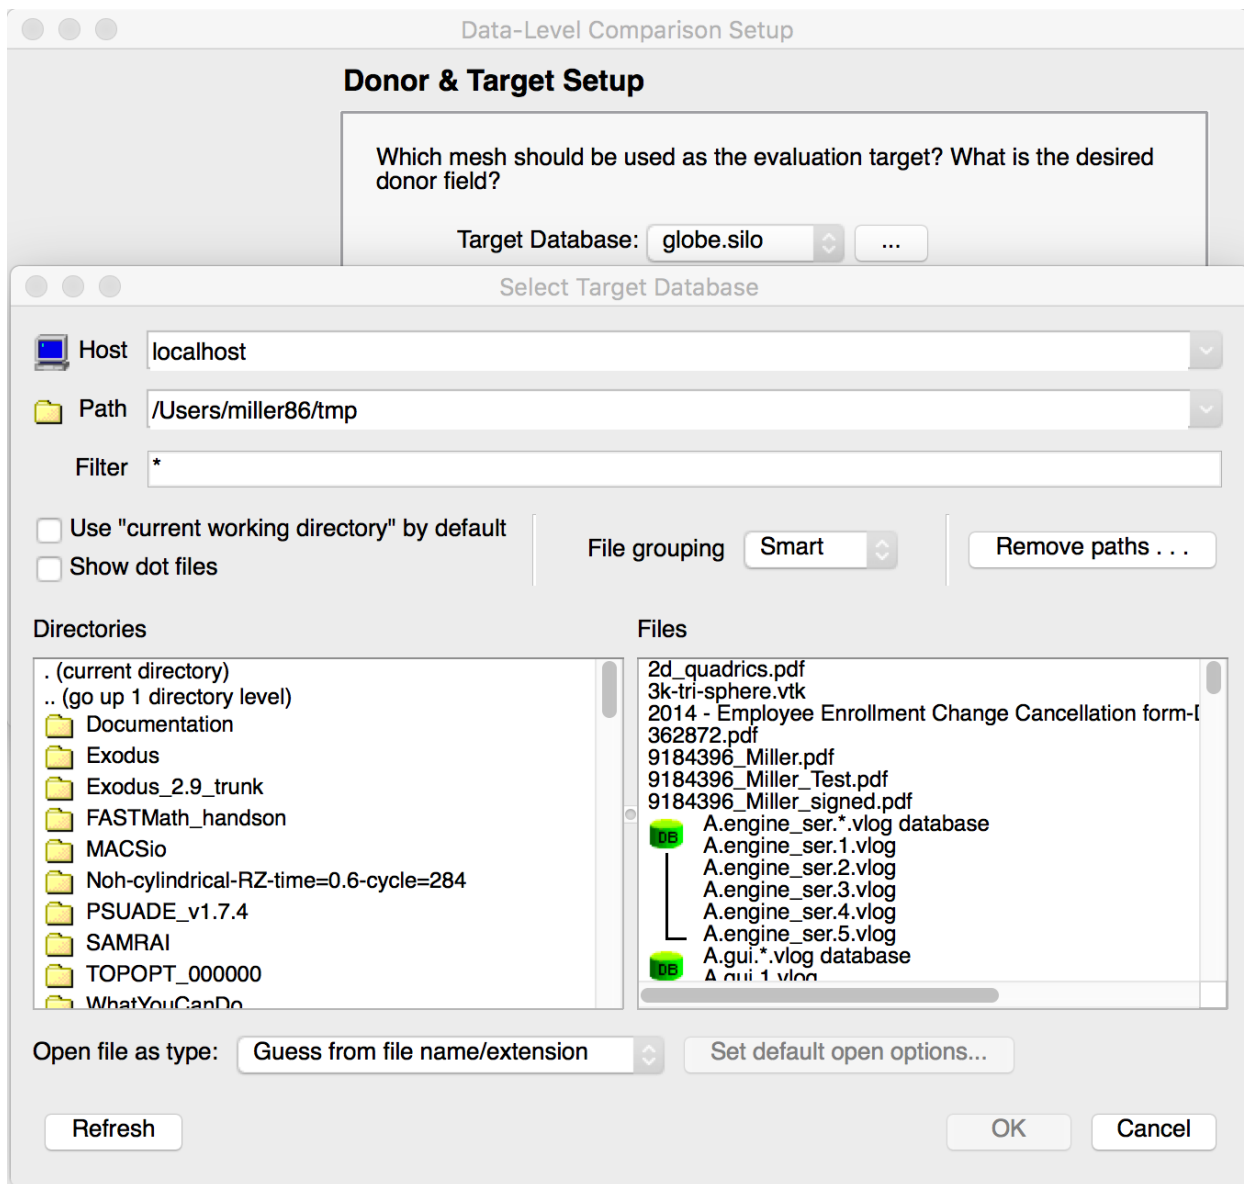 Data-Level Comparison Setup
Donor & Target Setup
Which mesh should be used as the evaluation target? What is the desired
donor field?
Target Database: globe.silo ...
Select Target Database
Host localhost
Path /Users/miller86/tmp
Filter *
Use "current working directory" by default
Show dot files
File grouping Smart
Remove paths . . .
Directories
. (current directory)
.. (go up 1 directory level)
Documentation
Exodus
Exodus_2.9_trunk
FASTMath_handson
MACSio
Noh-cylindrical-RZ-time=0.6-cycle=284
PSUADE_v1.7.4
SAMRAI
TOPOPT_000000
WhatYouCanDo
Files
2d_quadrics.pdf
3k-tri-sphere.vtk
2014 - Employee Enrollment Change Cancellation form-
362872.pdf
9184396_Miller.pdf
9184396_Miller_Test.pdf
9184396_Miller_signed.pdf
DB A.engine_ser.*.vlog database
A.engine_ser.1.vlog
A.engine_ser.2.vlog
A.engine_ser.3.vlog
A.engine_ser.4.vlog
A.engine_ser.5.vlog
DB A.gui.*.vlog database
A.gui.1.vlog
Open file as type: Guess from file name/extension Set default open options...
Refresh OK Cancel